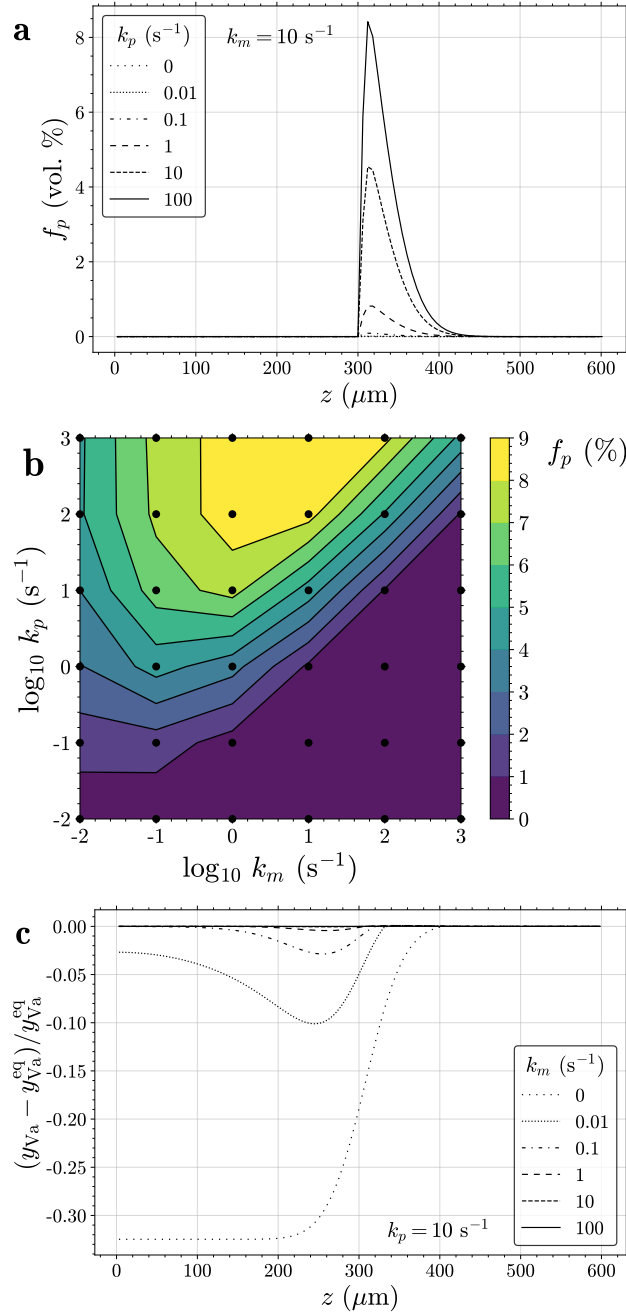 a
k_p (s⁻¹)
0
0.01
0.1
1
10
100
k_m = 10 s⁻¹
f_p (vol. %)
8
6
4
2
0
0 100 200 300 400 500 600
z (μm)
b
log₁₀ k_p (s⁻¹)
3
2
1
0
-1
-2
-2 -1 0 1 2 3
log₁₀ k_m (s⁻¹)
f_p (%)
9
8
7
6
5
4
3
2
1
0
c
(y_Va − y_Va^eq)/y_Va^eq
0.00
-0.05
-0.10
-0.15
-0.20
-0.25
-0.30
k_m (s⁻¹)
0
0.01
0.1
1
10
100
k_p = 10 s⁻¹
0 100 200 300 400 500 600
z (μm)